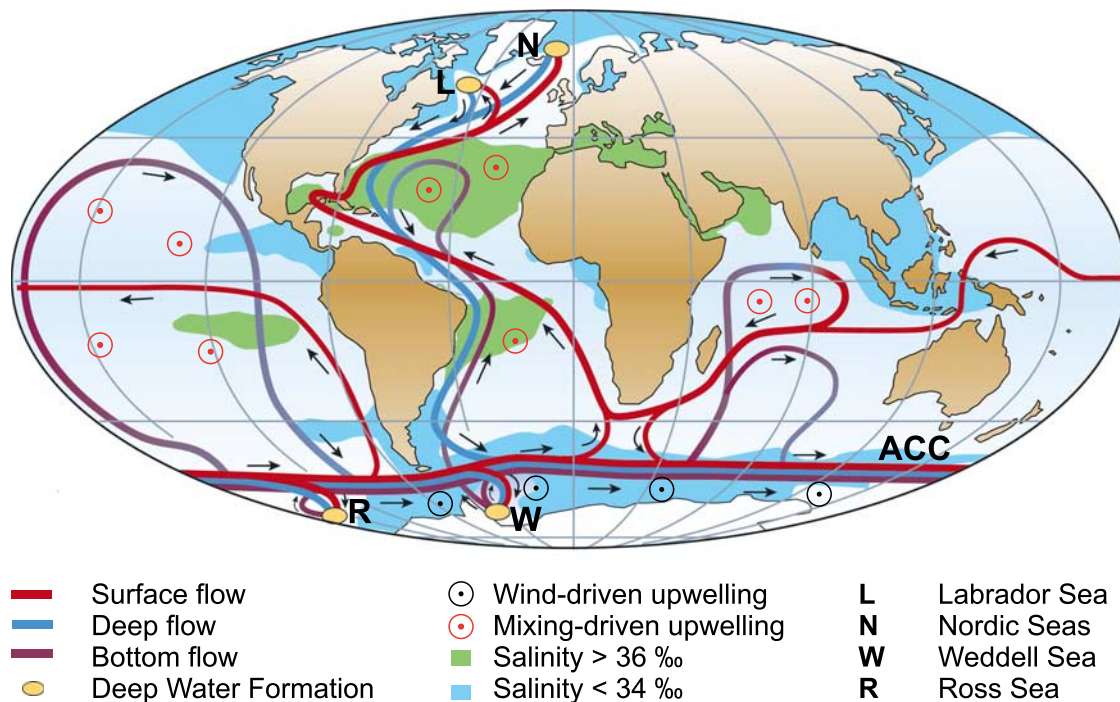 N
L
ACC
R
W
Surface flow
Deep flow
Bottom flow
Deep Water Formation
Wind-driven upwelling
Mixing-driven upwelling
Salinity > 36 ‰
Salinity < 34 ‰
L Labrador Sea
N Nordic Seas
W Weddell Sea
R Ross Sea